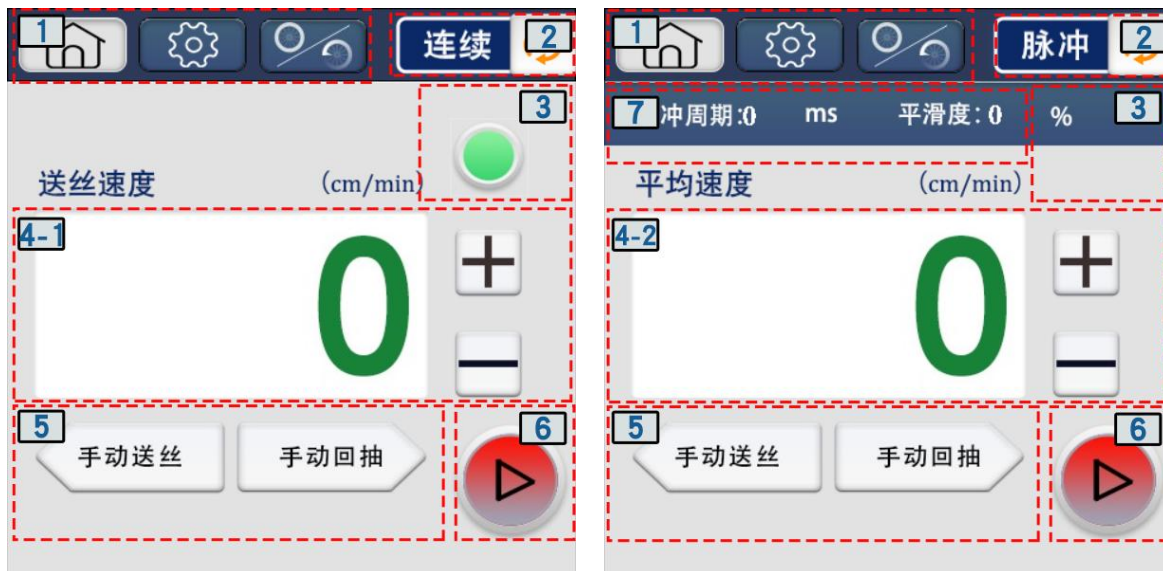 1
连续
2
3
送丝速度 (cm/min)
4-1
0
5
手动送丝 手动回抽
6
1
脉冲
2
7 冲周期:0 ms 平滑度:0 %
3
平均速度 (cm/min)
4-2
0
5
手动送丝 手动回抽
6